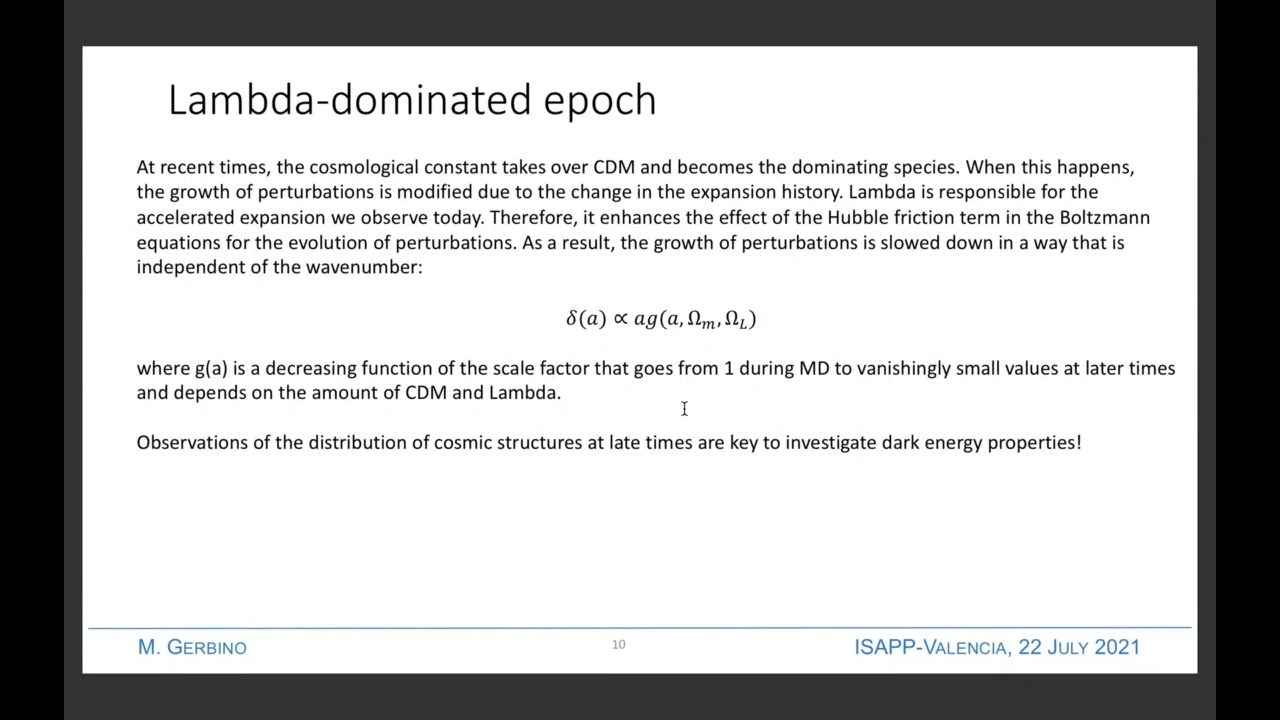 Lambda-dominated epoch
At recent times, the cosmological constant takes over CDM and becomes the dominating species. When this happens,
the growth of perturbations is modified due to the change in the expansion history. Lambda is responsible for the
accelerated expansion we observe today. Therefore, it enhances the effect of the Hubble friction term in the Boltzmann
equations for the evolution of perturbations. As a result, the growth of perturbations is slowed down in a way that is
independent of the wavenumber:
δ(a) ∝ ag(a, Ωₘ, Ω_L)
where g(a) is a decreasing function of the scale factor that goes from 1 during MD to vanishingly small values at later times
and depends on the amount of CDM and Lambda.
Observations of the distribution of cosmic structures at late times are key to investigate dark energy properties!
M. GERBINO
10
ISAPP-VALENCIA, 22 JULY 2021